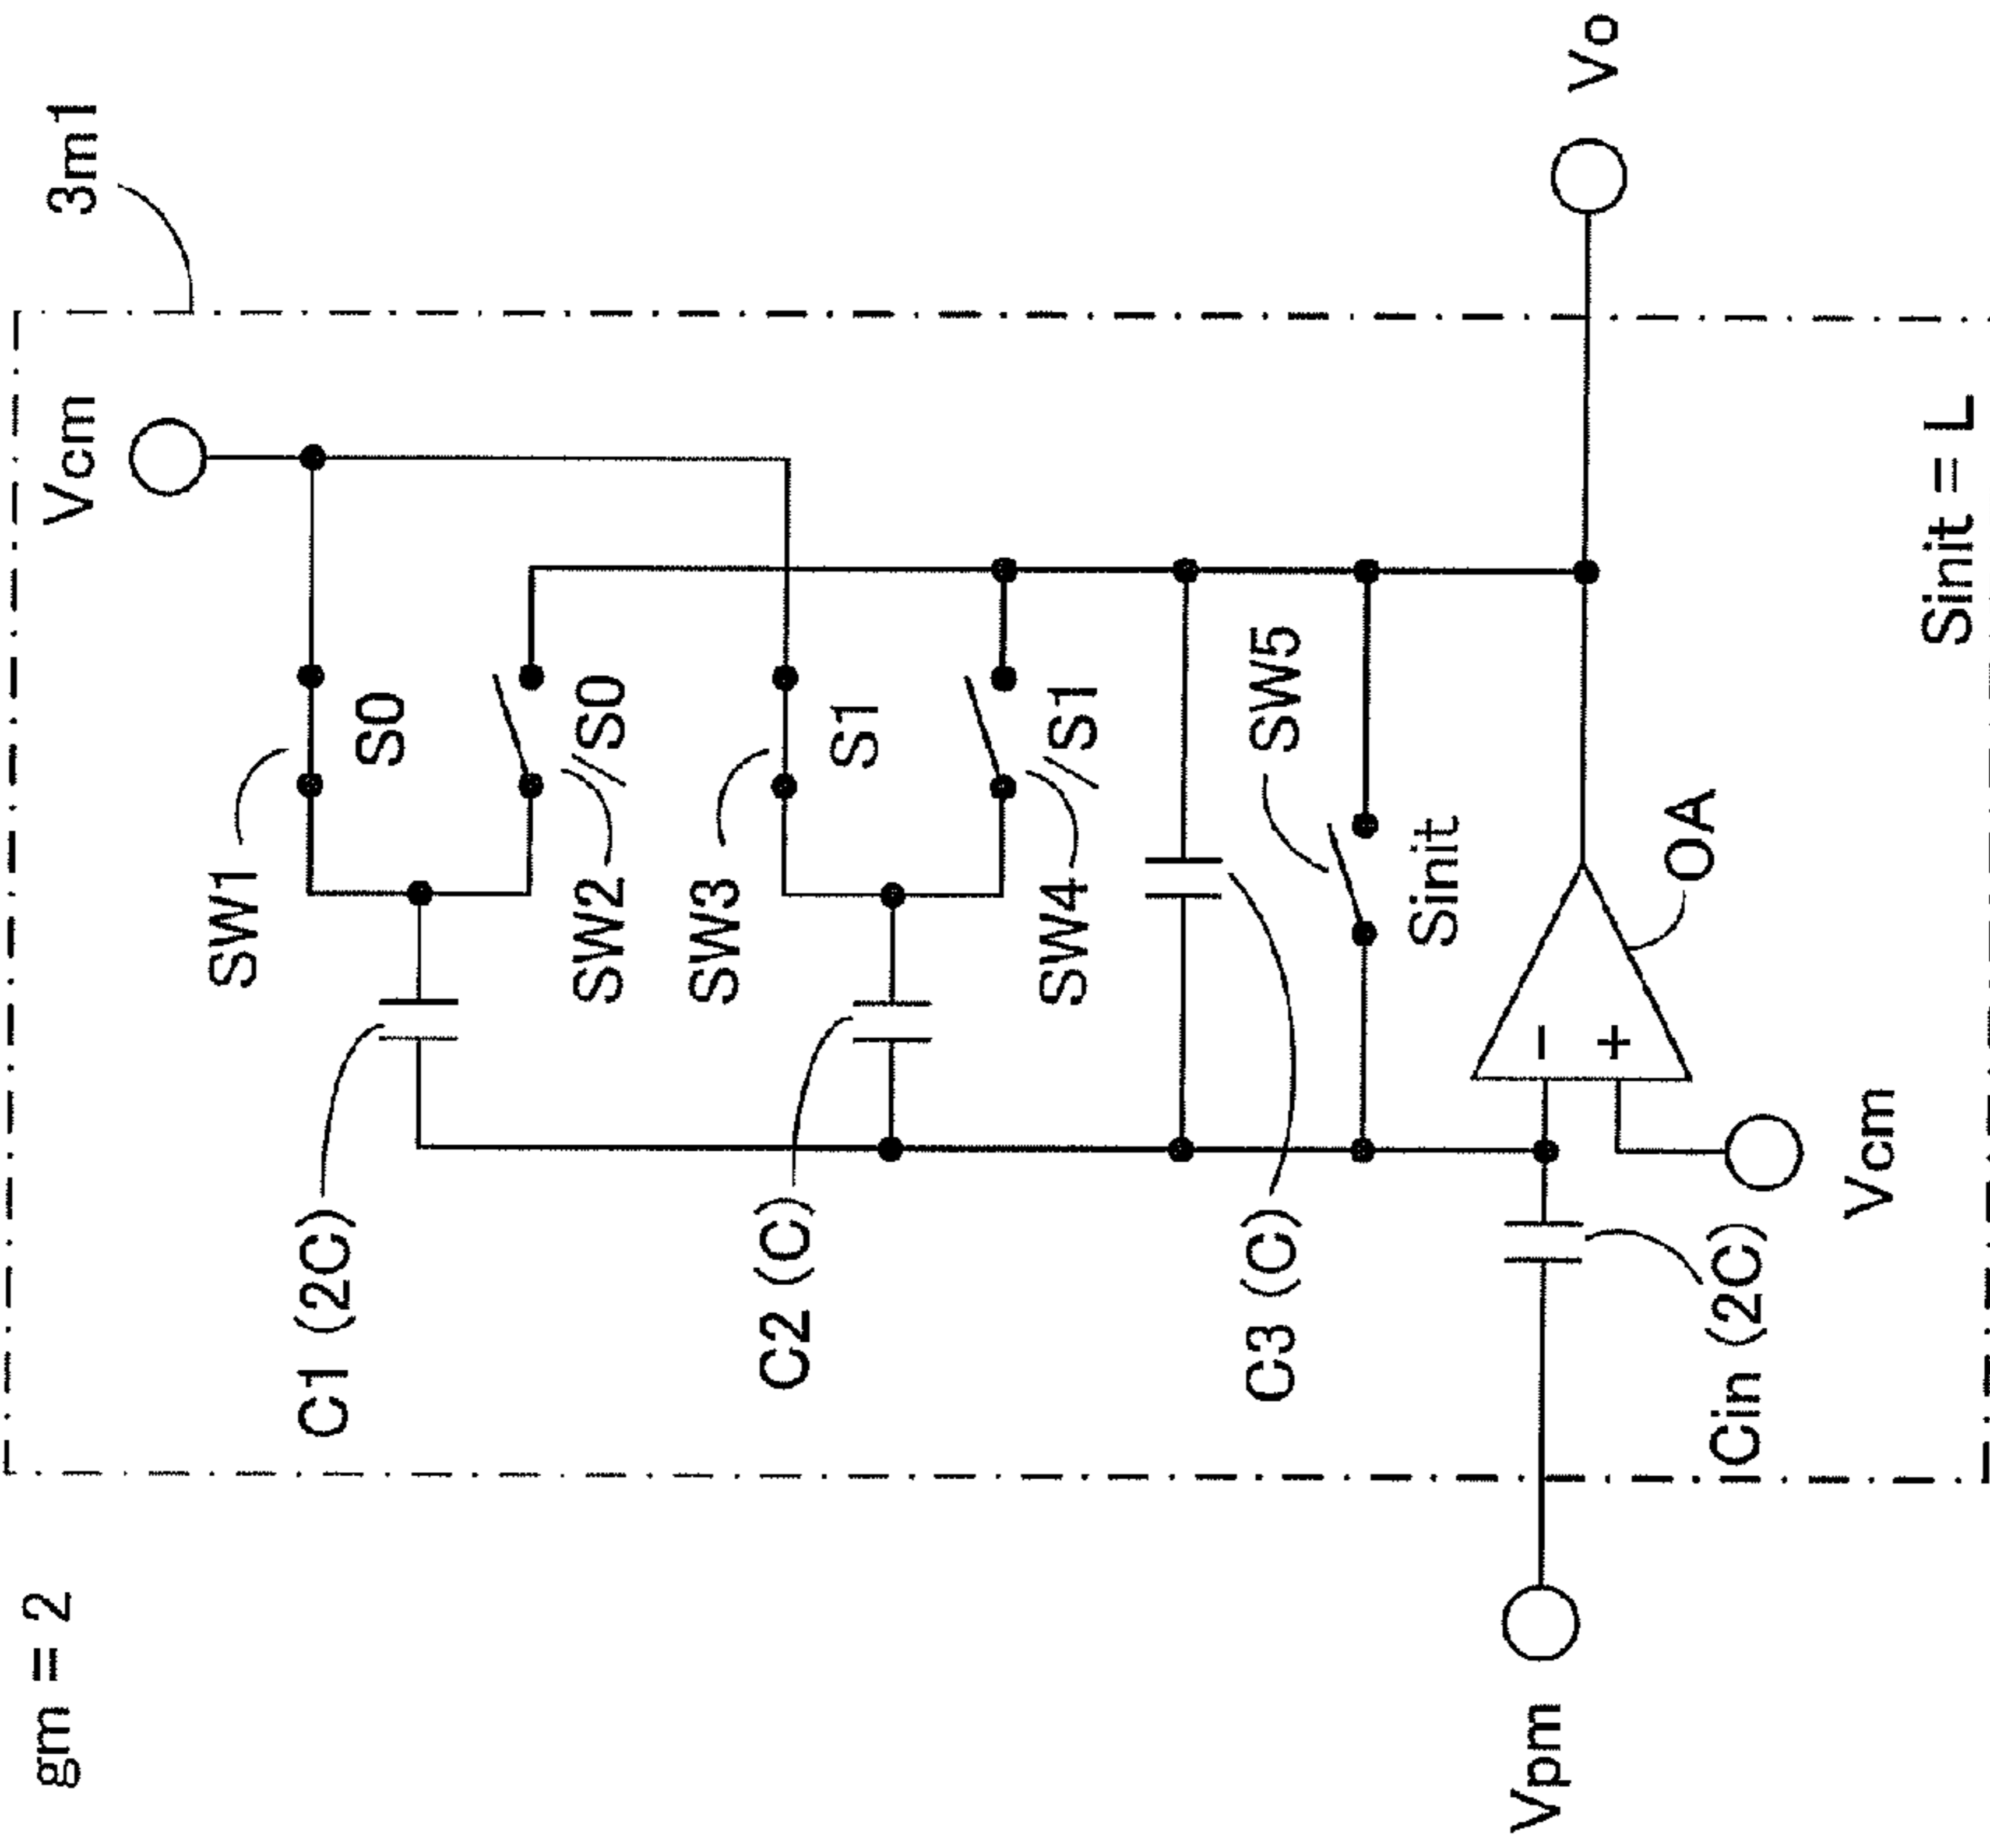 gm = 2
3m1
Vcm
SW1
S0
C1 (2C)
SW2
/S0
SW3
S1
C2 (C)
SW4
/S1
C3 (C)
SW5
Sinit
OA
Vpm
Cin (2C)
Vcm
Vo
Sinit = L